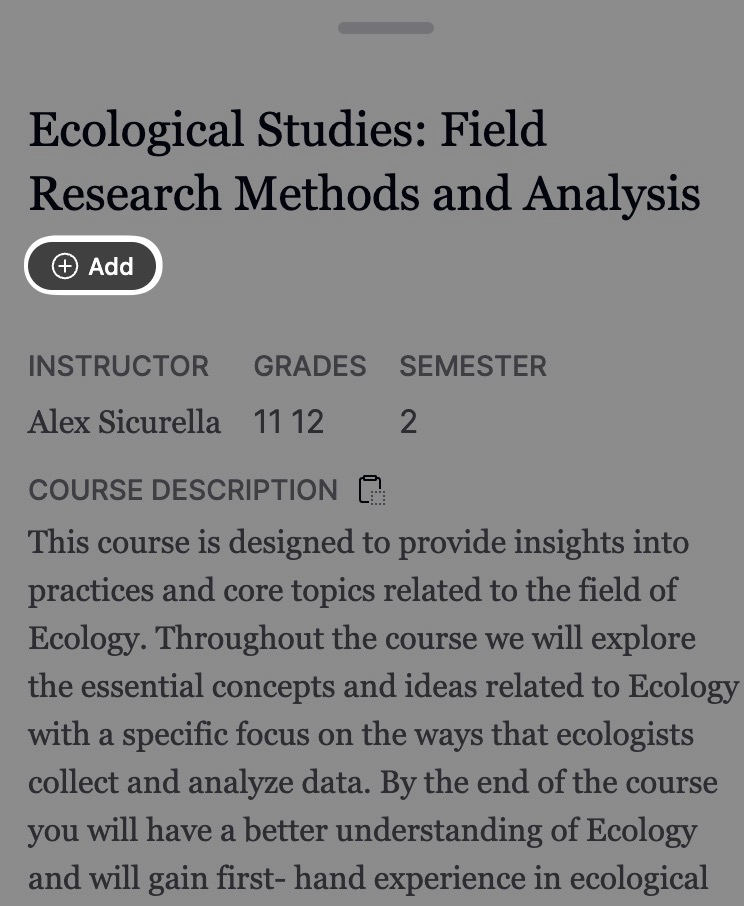 Ecological Studies: Field
Research Methods and Analysis
Add
INSTRUCTOR GRADES SEMESTER
Alex Sicurella 11 12 2
COURSE DESCRIPTION
This course is designed to provide insights into
practices and core topics related to the field of
Ecology. Throughout the course we will explore
the essential concepts and ideas related to Ecology
with a specific focus on the ways that ecologists
collect and analyze data. By the end of the course
you will have a better understanding of Ecology
and will gain first- hand experience in ecological